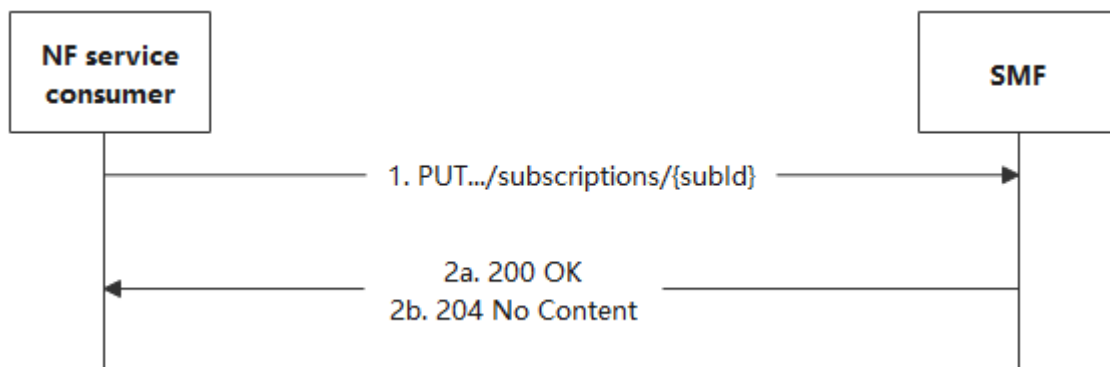 NF service
consumer
SMF
1. PUT.../subscriptions/{subId}
2a. 200 OK
2b. 204 No Content